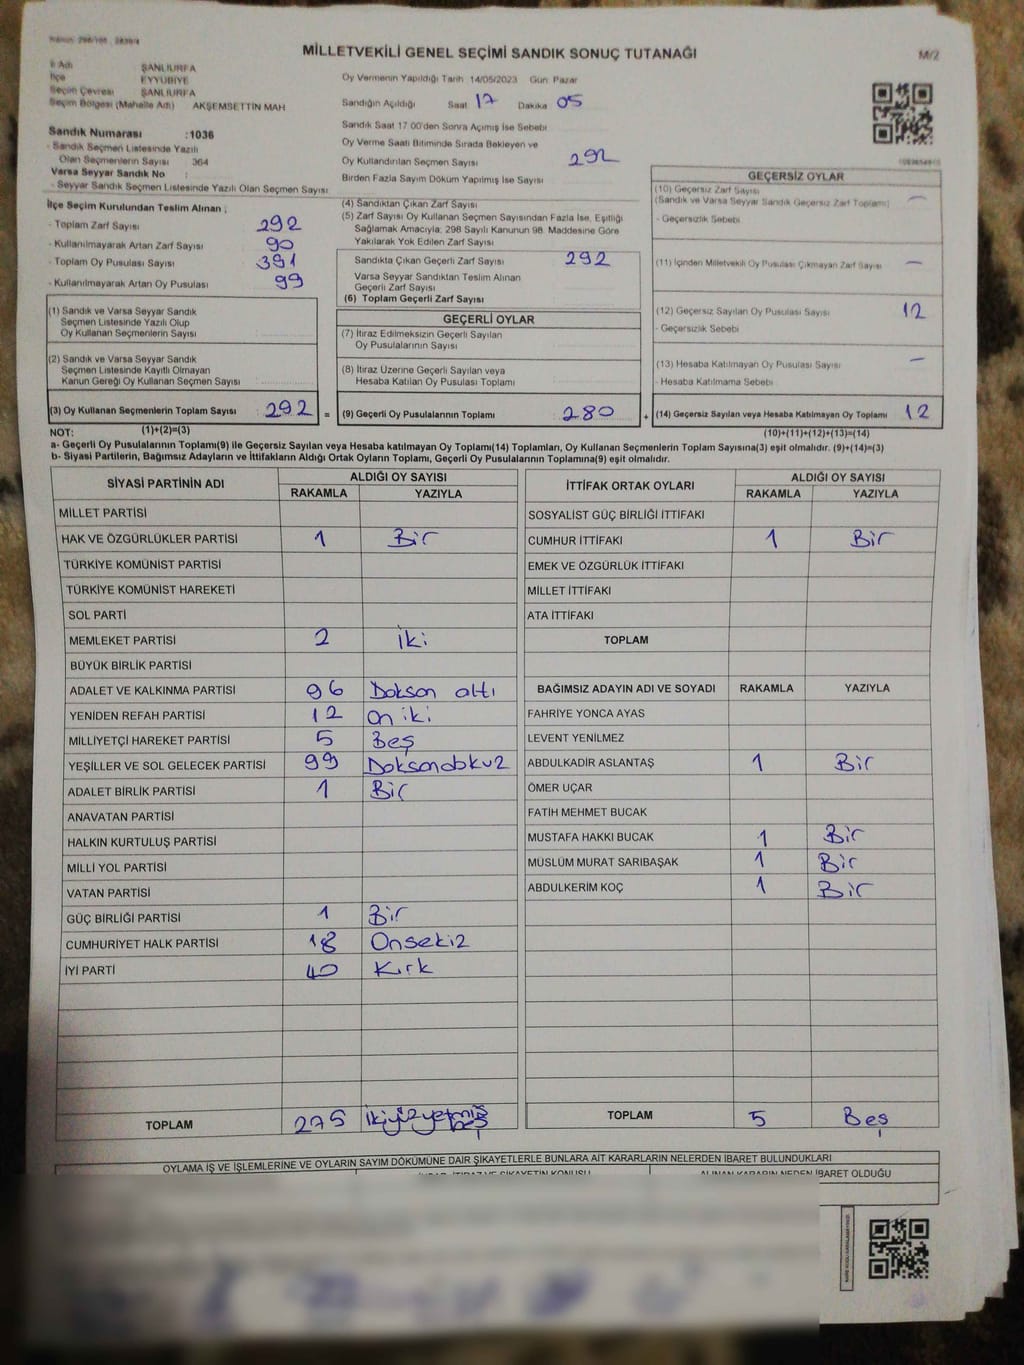 MİLLETVEKİLİ GENEL SEÇİMİ SANDIK SONUÇ TUTANAĞI
M/2
İl Adı ŞANLIURFA
İlçe EYYÜBİYE
Seçim Çevresi ŞANLIURFA
Seçim Bölgesi (Mahalle Adı) AKŞEMSETTİN MAH
Sandık Numarası : 1036
- Sandık Seçmen Listesinde Yazılı
Olan Seçmenlerin Sayısı : 364
Varsa Seyyar Sandık No
- Seyyar Sandık Seçmen Listesinde Yazılı Olan Seçmen Sayısı
Oy Vermenin Yapıldığı Tarih 14/05/2023 Gün Pazar
Sandığın Açıldığı Saat 17 Dakika 05
Sandık Saat 17 00'den Sonra Açımış İse Sebebi
Oy Verme Saati Bitiminde Sırada Bekleyen ve
Oy Kullandırılan Seçmen Sayısı 292
Birden Fazla Sayım Döküm Yapılmış İse Sayısı
İlçe Seçim Kurulundan Teslim Alınan ;
- Toplam Zarf Sayısı 292
- Kullanılmayarak Artan Zarf Sayısı 90
- Toplam Oy Pusulası Sayısı 391
- Kullanılmayarak Artan Oy Pusulası 99
(4) Sandıktan Çıkan Zarf Sayısı
(5) Zarf Sayısı Oy Kullanan Seçmen Sayısından Fazla İse, Eşitliği
Sağlamak Amacıyla, 298 Sayılı Kanunun 98. Maddesine Göre
Yakılarak Yok Edilen Zarf Sayısı
Sandıkta Çıkan Geçerli Zarf Sayısı 292
Varsa Seyyar Sandıktan Teslim Alınan
Geçerli Zarf Sayısı
(6) Toplam Geçerli Zarf Sayısı
GEÇERSİZ OYLAR
(10) Geçersiz Zarf Sayısı
(Sandık ve Varsa Seyyar Sandık Geçersiz Zarf Toplamı) —
- Geçersizlik Sebebi
(11) İçinden Milletvekili Oy Pusulası Çıkmayan Zarf Sayısı —
(12) Geçersiz Sayılan Oy Pusulası Sayısı 12
- Geçersizlik Sebebi
(13) Hesaba Katılmayan Oy Pusulası Sayısı —
- Hesaba Katılmama Sebebi
(1) Sandık ve Varsa Seyyar Sandık
Seçmen Listesinde Yazılı Olup
Oy Kullanan Seçmenlerin Sayısı
(2) Sandık ve Varsa Seyyar Sandık
Seçmen Listesinde Kayıtlı Olmayan
Kanun Gereği Oy Kullanan Seçmen Sayısı
GEÇERLİ OYLAR
(7) İtiraz Edilmeksizin Geçerli Sayılan
Oy Pusulalarının Sayısı
(8) İtiraz Üzerine Geçerli Sayılan veya
Hesaba Katılan Oy Pusulası Toplamı
(3) Oy Kullanan Seçmenlerin Toplam Sayısı 292 = (9) Geçerli Oy Pusulalarının Toplamı 280 + (14) Geçersiz Sayılan veya Hesaba Katılmayan Oy Toplamı 12
NOT: (1)+(2)=(3) (10)+(11)+(12)+(13)=(14)
a- Geçerli Oy Pusulalarının Toplamı(9) ile Geçersiz Sayılan veya Hesaba katılmayan Oy Toplamı(14) Toplamları, Oy Kullanan Seçmenlerin Toplam Sayısına(3) eşit olmalıdır. (9)+(14)=(3)
b- Siyasi Partilerin, Bağımsız Adayların ve İttifakların Aldığı Ortak Oyların Toplamı, Geçerli Oy Pusulalarının Toplamına(9) eşit olmalıdır.
SİYASİ PARTİNİN ADI ALDIĞI OY SAYISI
RAKAMLA YAZIYLA
MİLLET PARTİSİ
HAK VE ÖZGÜRLÜKLER PARTİSİ 1 Bir
TÜRKİYE KOMÜNİST PARTİSİ
TÜRKİYE KOMÜNİST HAREKETİ
SOL PARTİ
MEMLEKET PARTİSİ 2 iki
BÜYÜK BİRLİK PARTİSİ
ADALET VE KALKINMA PARTİSİ 96 Doksan altı
YENİDEN REFAH PARTİSİ 12 on iki
MİLLİYETÇİ HAREKET PARTİSİ 5 Beş
YEŞİLLER VE SOL GELECEK PARTİSİ 99 Doksandokuz
ADALET BİRLİK PARTİSİ 1 Bir
ANAVATAN PARTİSİ
HALKIN KURTULUŞ PARTİSİ
MİLLİ YOL PARTİSİ
VATAN PARTİSİ
GÜÇ BİRLİĞİ PARTİSİ 1 Bir
CUMHURİYET HALK PARTİSİ 18 Onsekiz
İYİ PARTİ 40 Kırk
TOPLAM 275 ikiyüzyetmiş beş
İTTİFAK ORTAK OYLARI ALDIĞI OY SAYISI
RAKAMLA YAZIYLA
SOSYALİST GÜÇ BİRLİĞİ İTTİFAKI
CUMHUR İTTİFAKI 1 Bir
EMEK VE ÖZGÜRLÜK İTTİFAKI
MİLLET İTTİFAKI
ATA İTTİFAKI
TOPLAM
BAĞIMSIZ ADAYIN ADI VE SOYADI RAKAMLA YAZIYLA
FAHRİYE YONCA AYAS
LEVENT YENİLMEZ
ABDULKADİR ASLANTAŞ 1 Bir
ÖMER UÇAR
FATİH MEHMET BUCAK
MUSTAFA HAKKI BUCAK 1 Bir
MÜSLÜM MURAT SARIBAŞAK 1 Bir
ABDULKERİM KOÇ 1 Bir
TOPLAM 5 Beş
OYLAMA İŞ VE İŞLEMLERİNE VE OYLARIN SAYIM DÖKÜMÜNE DAİR ŞİKAYETLERLE BUNLARA AİT KARARLARIN NELERDEN İBARET BULUNDUKLARI
İTİRAZ VE ŞİKAYETİN KONUSU ALINAN KARARIN NEDEN İBARET OLDUĞU